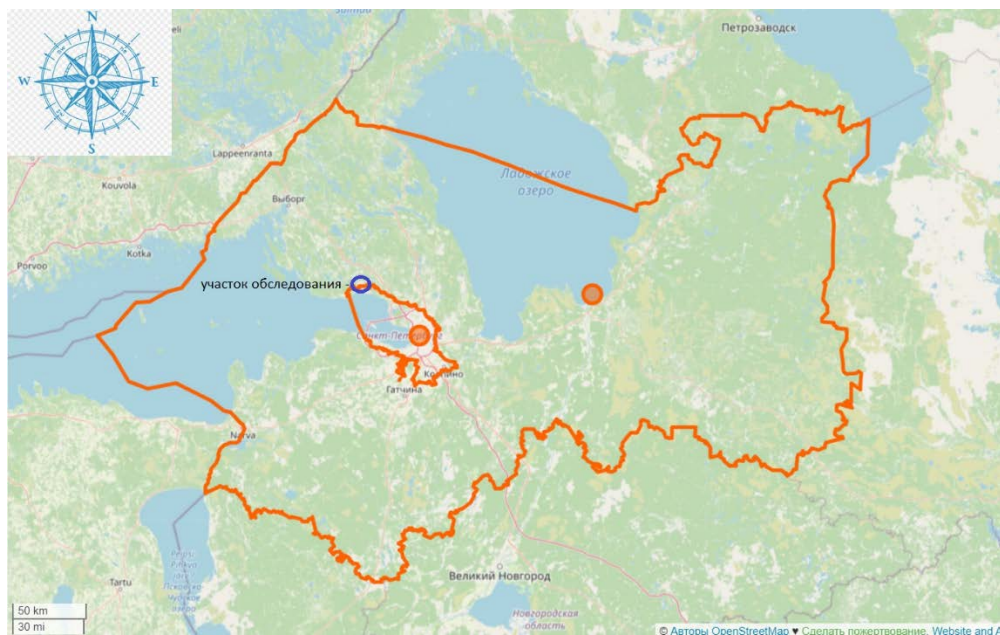 N
W
E
S
Петрозаводск
Lappeenranta
Kouvola
Выборг
Ладожское
озеро
Kotka
Porvoo
участок обследования -
Санкт-Петербург
Колпино
Гатчина
Narva
Tartu
Великий Новгород
Новгородская
область
50 km
30 mi
© Авторы OpenStreetMap ♥ Сделать пожертвование. Website and A